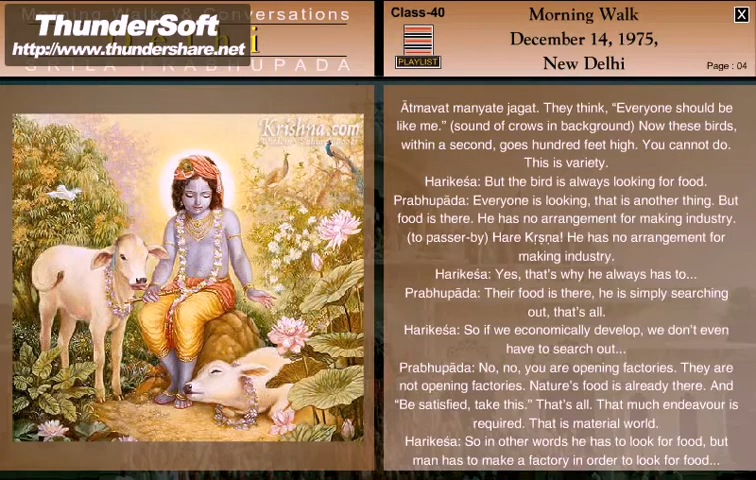 Morning Walks & Conversations
ThunderSoft
http://www.thundershare.net
SRILA PRABHUPADA
Class-40
PLAYLIST
Morning Walk
December 14, 1975,
New Delhi
X
Page : 04
Krishna.com
Ātmavat manyate jagat. They think, “Everyone should be
like me.” (sound of crows in background) Now these birds,
within a second, goes hundred feet high. You cannot do.
This is variety.
Harikeśa: But the bird is always looking for food.
Prabhupāda: Everyone is looking, that is another thing. But
food is there. He has no arrangement for making industry.
(to passer-by) Hare Kṛṣṇa! He has no arrangement for
making industry.
Harikeśa: Yes, that’s why he always has to...
Prabhupāda: Their food is there, he is simply searching
out, that’s all.
Harikeśa: So if we economically develop, we don’t even
have to search out...
Prabhupāda: No, no, you are opening factories. They are
not opening factories. Nature’s food is already there. And
“Be satisfied, take this.” That’s all. That much endeavour is
required. That is material world.
Harikeśa: So in other words he has to look for food, but
man has to make a factory in order to look for food...